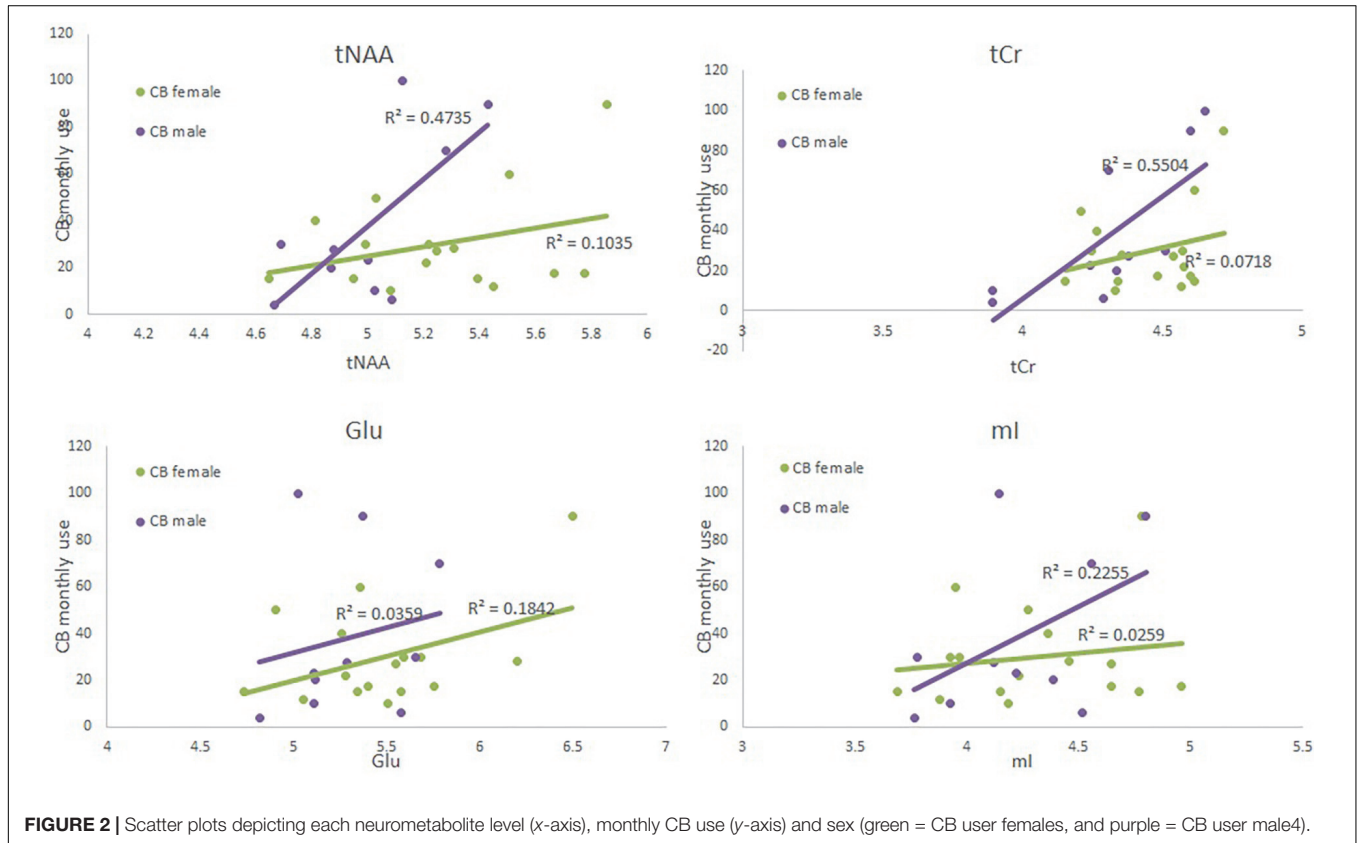 tNAA
120
100
80
60
40
20
0
CB monthly use
CB female
CB male
R² = 0.4735
R² = 0.1035
4 4.2 4.4 4.6 4.8 5 5.2 5.4 5.6 5.8 6
tNAA
tCr
120
100
80
60
40
20
0
-20
CB monthly use
CB female
CB male
R² = 0.5504
R² = 0.0718
3 3.5 4 4.5 5
tCr
Glu
120
100
80
60
40
20
0
CB monthly use
CB female
CB male
R² = 0.0359
R² = 0.1842
4 4.5 5 5.5 6 6.5 7
Glu
mI
120
100
80
60
40
20
0
CB monthly use
CB female
CB male
R² = 0.2255
R² = 0.0259
3 3.5 4 4.5 5 5.5
mI
FIGURE 2 | Scatter plots depicting each neurometabolite level (x-axis), monthly CB use (y-axis) and sex (green = CB user females, and purple = CB user male4).